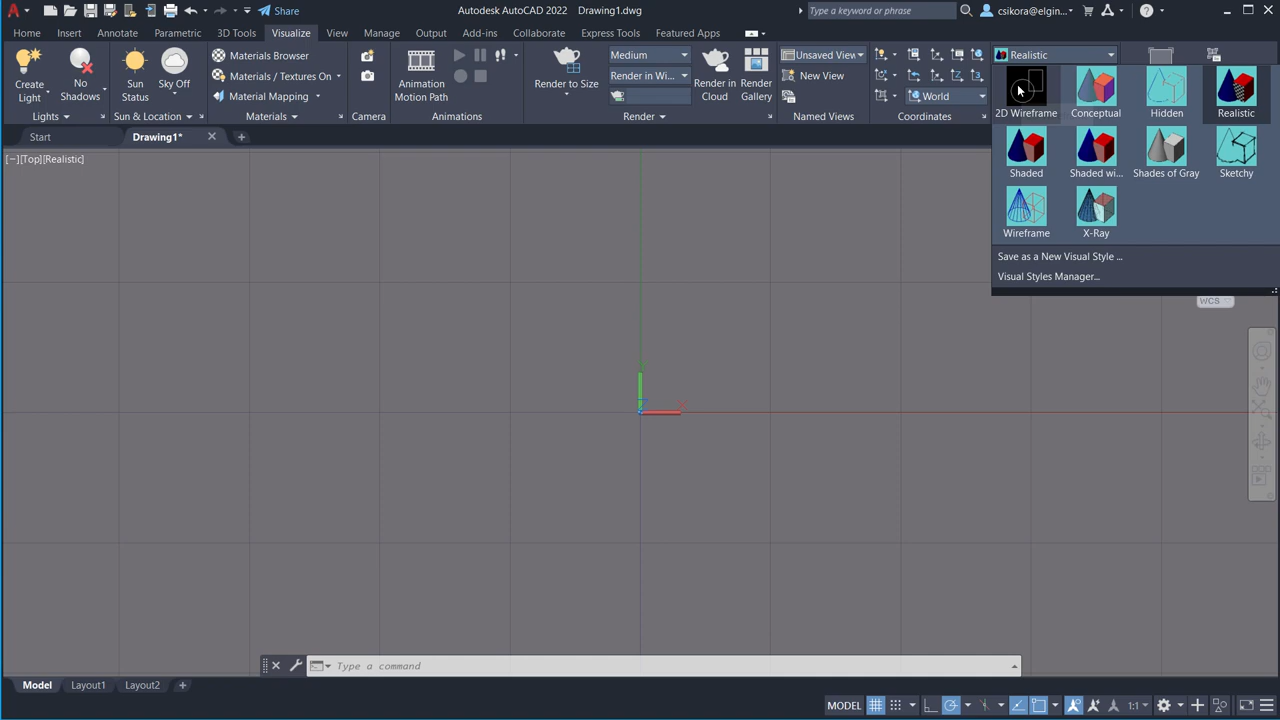 Share
Autodesk AutoCAD 2022 Drawing1.dwg
Type a keyword or phrase
csikora@elgin...
Home Insert Annotate Parametric 3D Tools Visualize View Manage Output Add-ins Collaborate Express Tools Featured Apps
Create Light
No Shadows
Lights
Sun Status
Sky Off
Sun & Location
Materials Browser
Materials / Textures On
Material Mapping
Materials
Camera
Animation Motion Path
Animations
Render to Size
Medium
Render in Wi...
Render in Cloud
Render Gallery
Render
Unsaved View
New View
Named Views
World
Coordinates
Realistic
2D Wireframe Conceptual Hidden Realistic
Shaded Shaded wi... Shades of Gray Sketchy
Wireframe X-Ray
Save as a New Visual Style ...
Visual Styles Manager...
Start Drawing1*
[−][Top][Realistic]
WCS
X
Type a command
Model Layout1 Layout2
MODEL 1:1